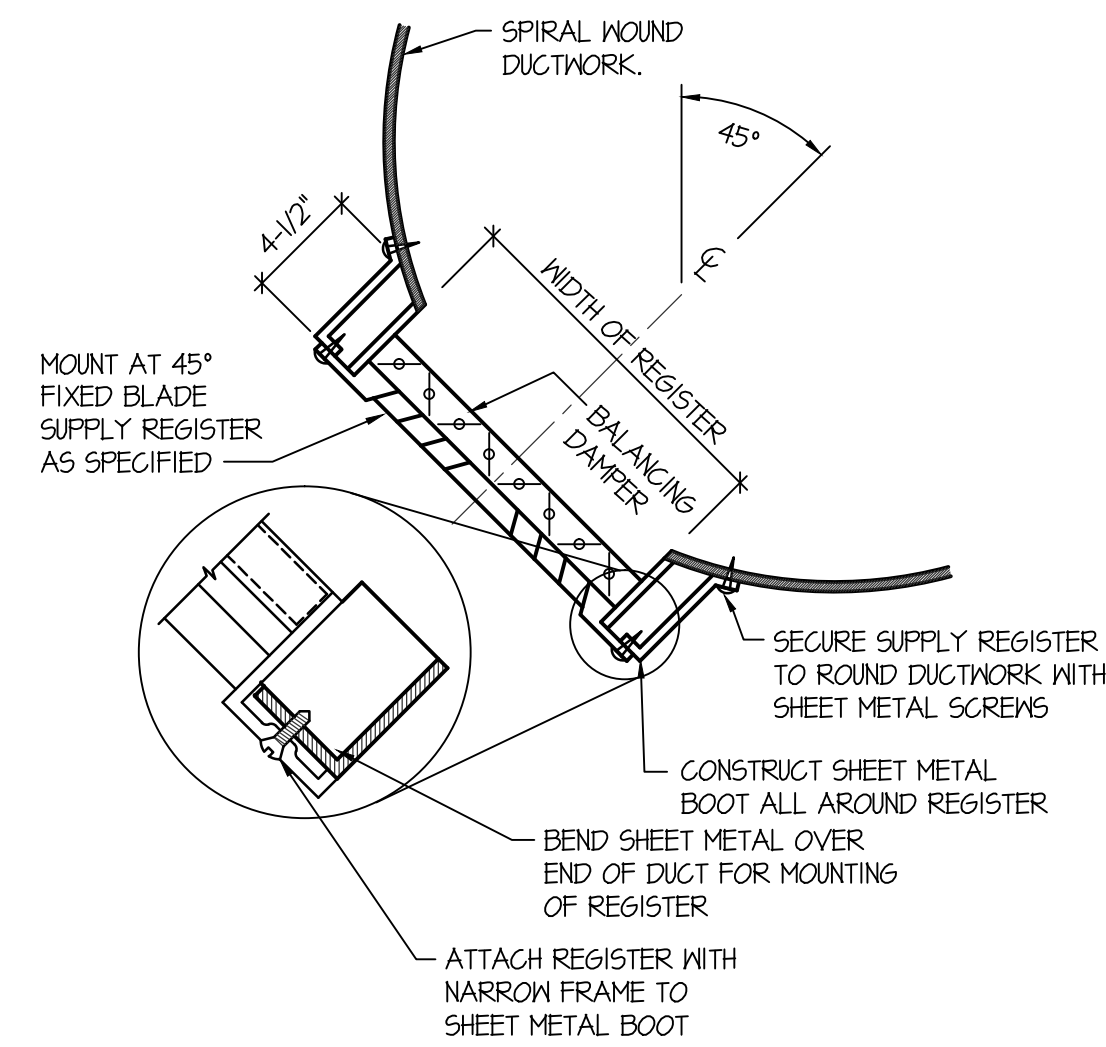 SPIRAL WOUND
DUCTWORK.
45°
4-1/2"
℄
WIDTH OF REGISTER
MOUNT AT 45°
FIXED BLADE
SUPPLY REGISTER
AS SPECIFIED
BALANCING
DAMPER
SECURE SUPPLY REGISTER
TO ROUND DUCTWORK WITH
SHEET METAL SCREWS
CONSTRUCT SHEET METAL
BOOT ALL AROUND REGISTER
BEND SHEET METAL OVER
END OF DUCT FOR MOUNTING
OF REGISTER
ATTACH REGISTER WITH
NARROW FRAME TO
SHEET METAL BOOT